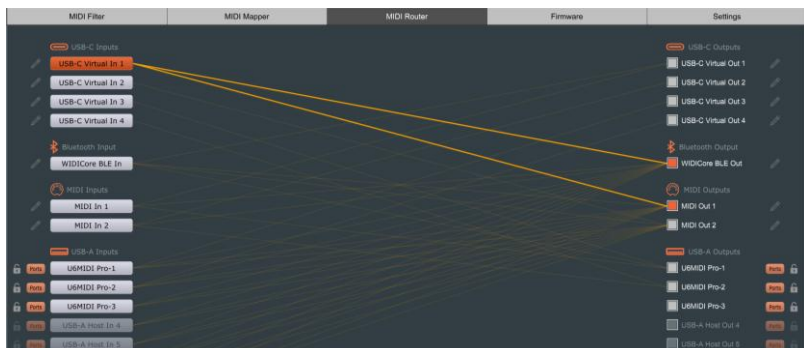 MIDI Filter
MIDI Mapper
MIDI Router
Firmware
Settings
USB-C Inputs
USB-C Virtual In 1
USB-C Virtual In 2
USB-C Virtual In 3
USB-C Virtual In 4
Bluetooth Input
WIDICore BLE In
MIDI Inputs
MIDI In 1
MIDI In 2
USB-A Inputs
Ports U6MIDI Pro-1
Ports U6MIDI Pro-2
Ports U6MIDI Pro-3
Ports USB-A Host In 4
Ports USB-A Host In 5
USB-C Outputs
USB-C Virtual Out 1
USB-C Virtual Out 2
USB-C Virtual Out 3
USB-C Virtual Out 4
Bluetooth Output
WIDICore BLE Out
MIDI Outputs
MIDI Out 1
MIDI Out 2
USB-A Outputs
U6MIDI Pro-1 Ports
U6MIDI Pro-2 Ports
U6MIDI Pro-3 Ports
USB-A Host Out 4 Ports
USB-A Host Out 5 Ports